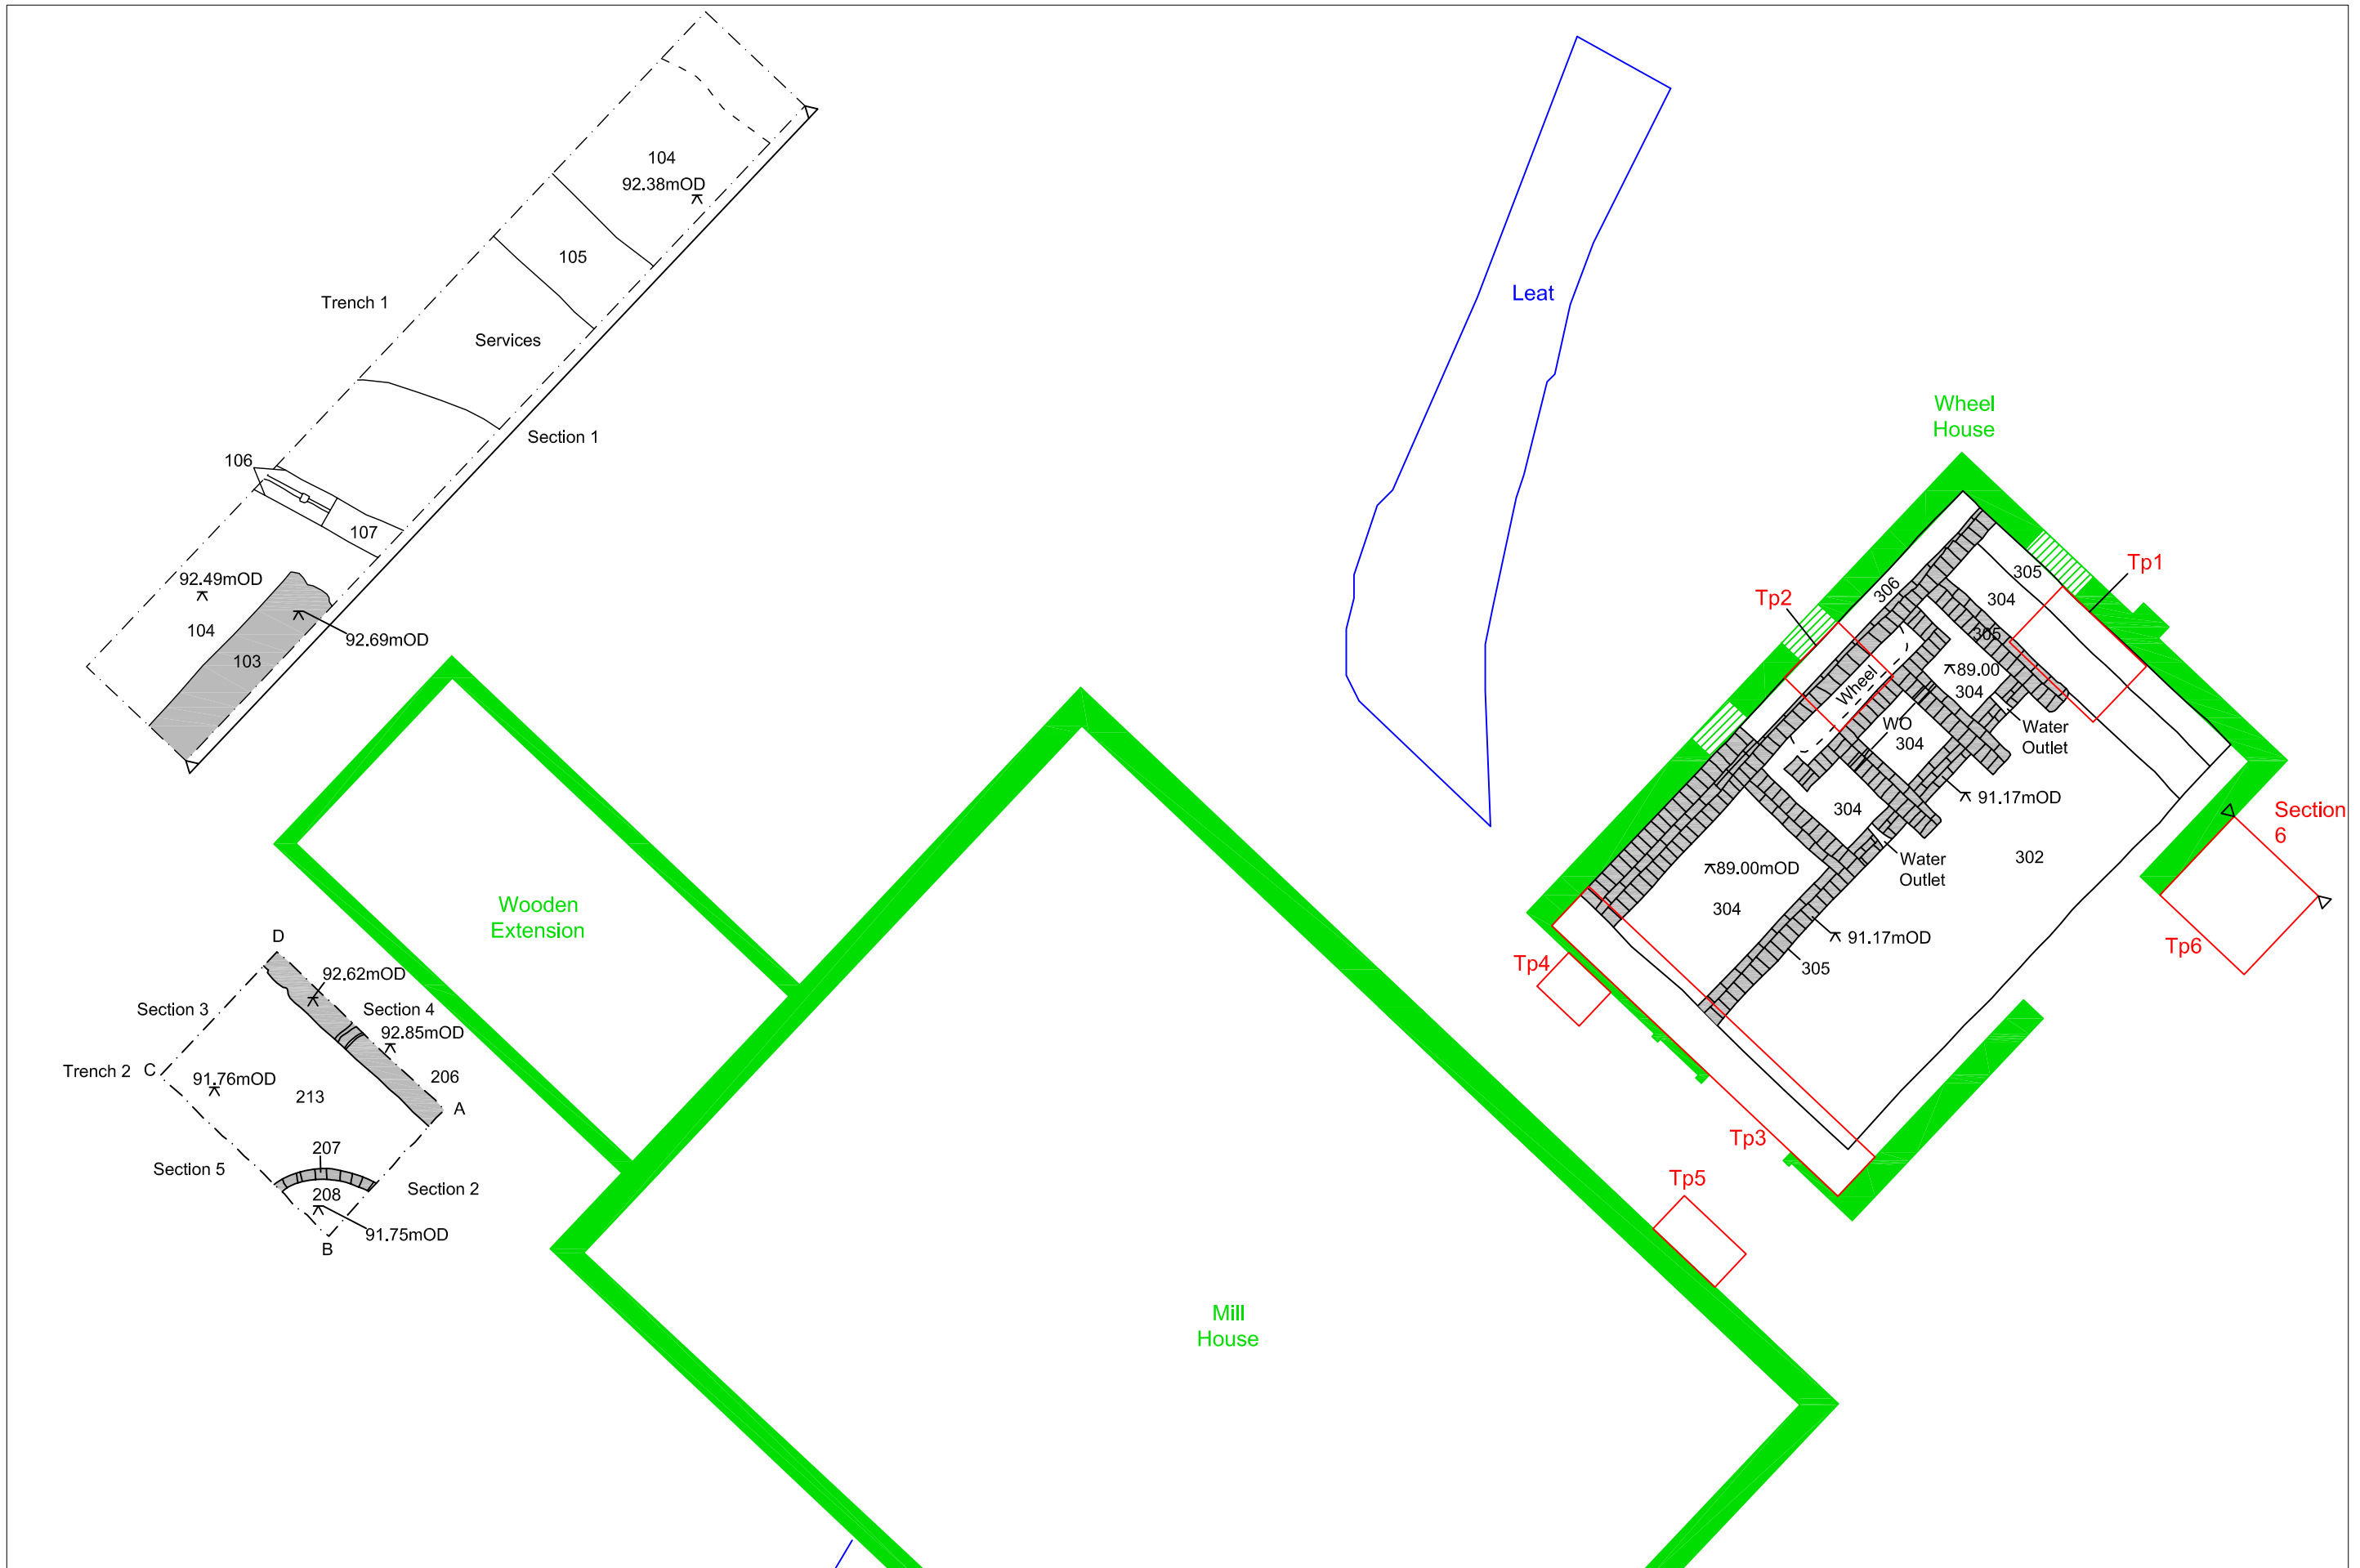 104
92.38mOD
105
Trench 1
Services
Section 1
106
107
92.49mOD
104
92.69mOD
103
Leat
Wheel
House
Tp1
305
304
306
Tp2
305
89.00
304
Wheel
WO
304
Water
Outlet
91.17mOD
304
Section
6
302
Water
Outlet
89.00mOD
304
Tp6
91.17mOD
305
Tp4
Tp3
Tp5
Wooden
Extension
D
92.62mOD
Section 3
Section 4
92.85mOD
Trench 2
C
91.76mOD
206
213
A
207
Section 5
208
Section 2
91.75mOD
B
Mill
House